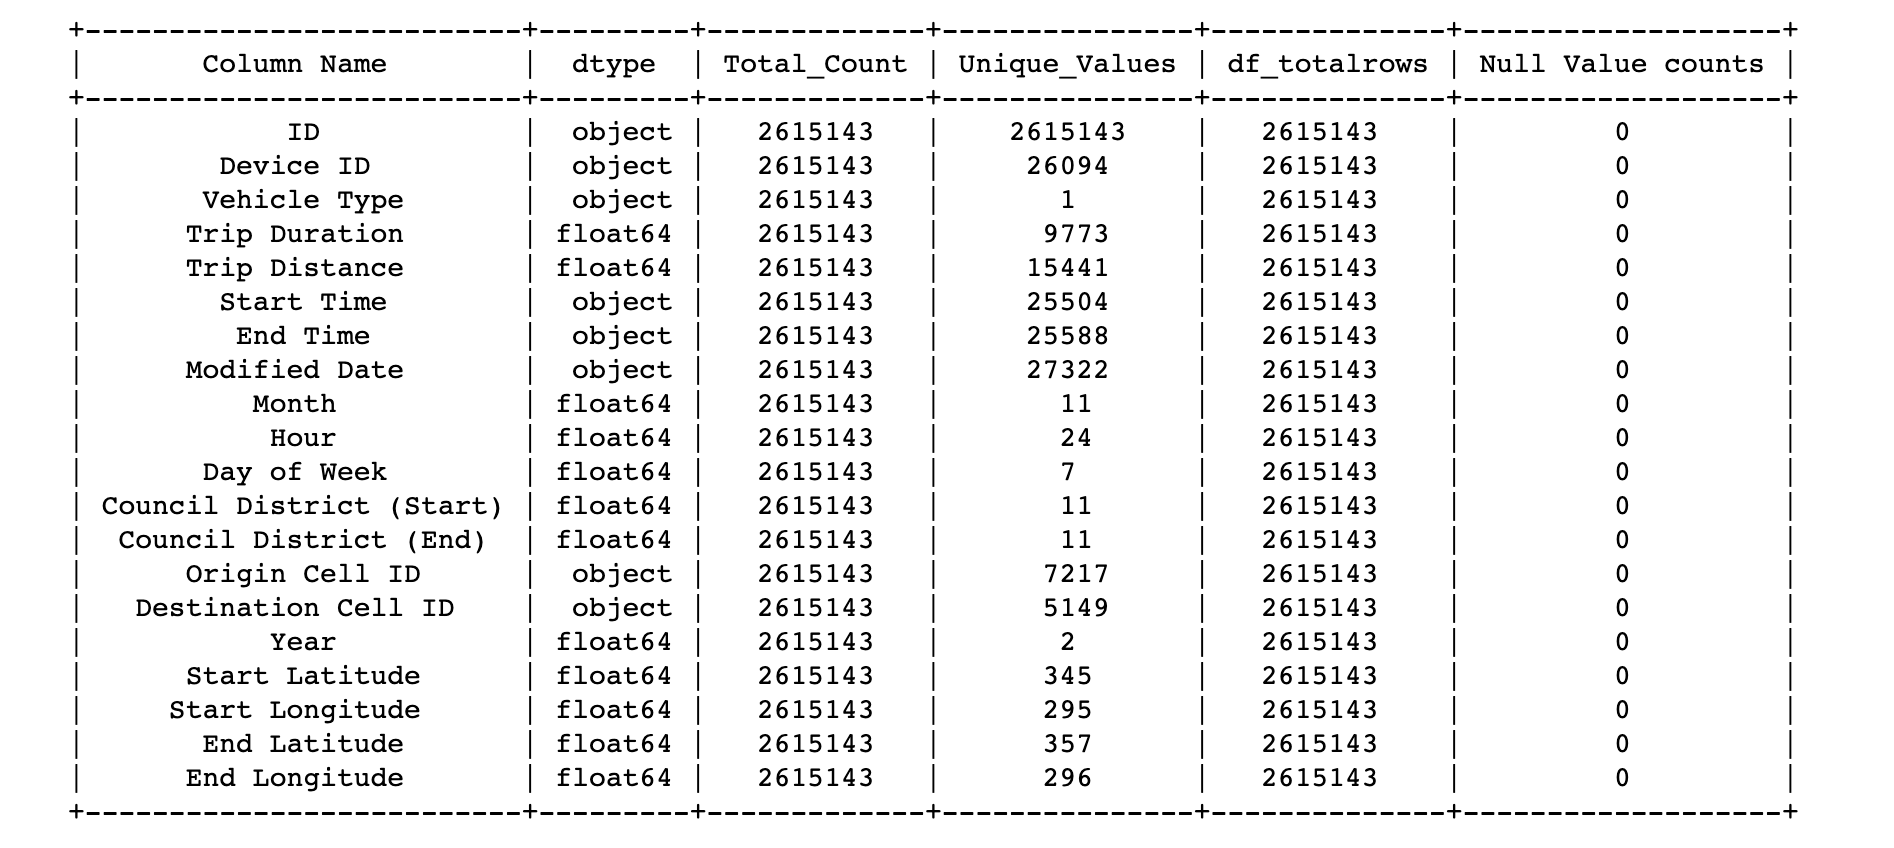 +--------------------------+---------+-------------+---------------+--------------+-------------------+
| Column Name | dtype | Total_Count | Unique_Values | df_totalrows | Null Value counts |
+--------------------------+---------+-------------+---------------+--------------+-------------------+
| ID | object | 2615143 | 2615143 | 2615143 | 0 |
| Device ID | object | 2615143 | 26094 | 2615143 | 0 |
| Vehicle Type | object | 2615143 | 1 | 2615143 | 0 |
| Trip Duration | float64 | 2615143 | 9773 | 2615143 | 0 |
| Trip Distance | float64 | 2615143 | 15441 | 2615143 | 0 |
| Start Time | object | 2615143 | 25504 | 2615143 | 0 |
| End Time | object | 2615143 | 25588 | 2615143 | 0 |
| Modified Date | object | 2615143 | 27322 | 2615143 | 0 |
| Month | float64 | 2615143 | 11 | 2615143 | 0 |
| Hour | float64 | 2615143 | 24 | 2615143 | 0 |
| Day of Week | float64 | 2615143 | 7 | 2615143 | 0 |
| Council District (Start) | float64 | 2615143 | 11 | 2615143 | 0 |
| Council District (End) | float64 | 2615143 | 11 | 2615143 | 0 |
| Origin Cell ID | object | 2615143 | 7217 | 2615143 | 0 |
| Destination Cell ID | object | 2615143 | 5149 | 2615143 | 0 |
| Year | float64 | 2615143 | 2 | 2615143 | 0 |
| Start Latitude | float64 | 2615143 | 345 | 2615143 | 0 |
| Start Longitude | float64 | 2615143 | 295 | 2615143 | 0 |
| End Latitude | float64 | 2615143 | 357 | 2615143 | 0 |
| End Longitude | float64 | 2615143 | 296 | 2615143 | 0 |
+--------------------------+---------+-------------+---------------+--------------+-------------------+